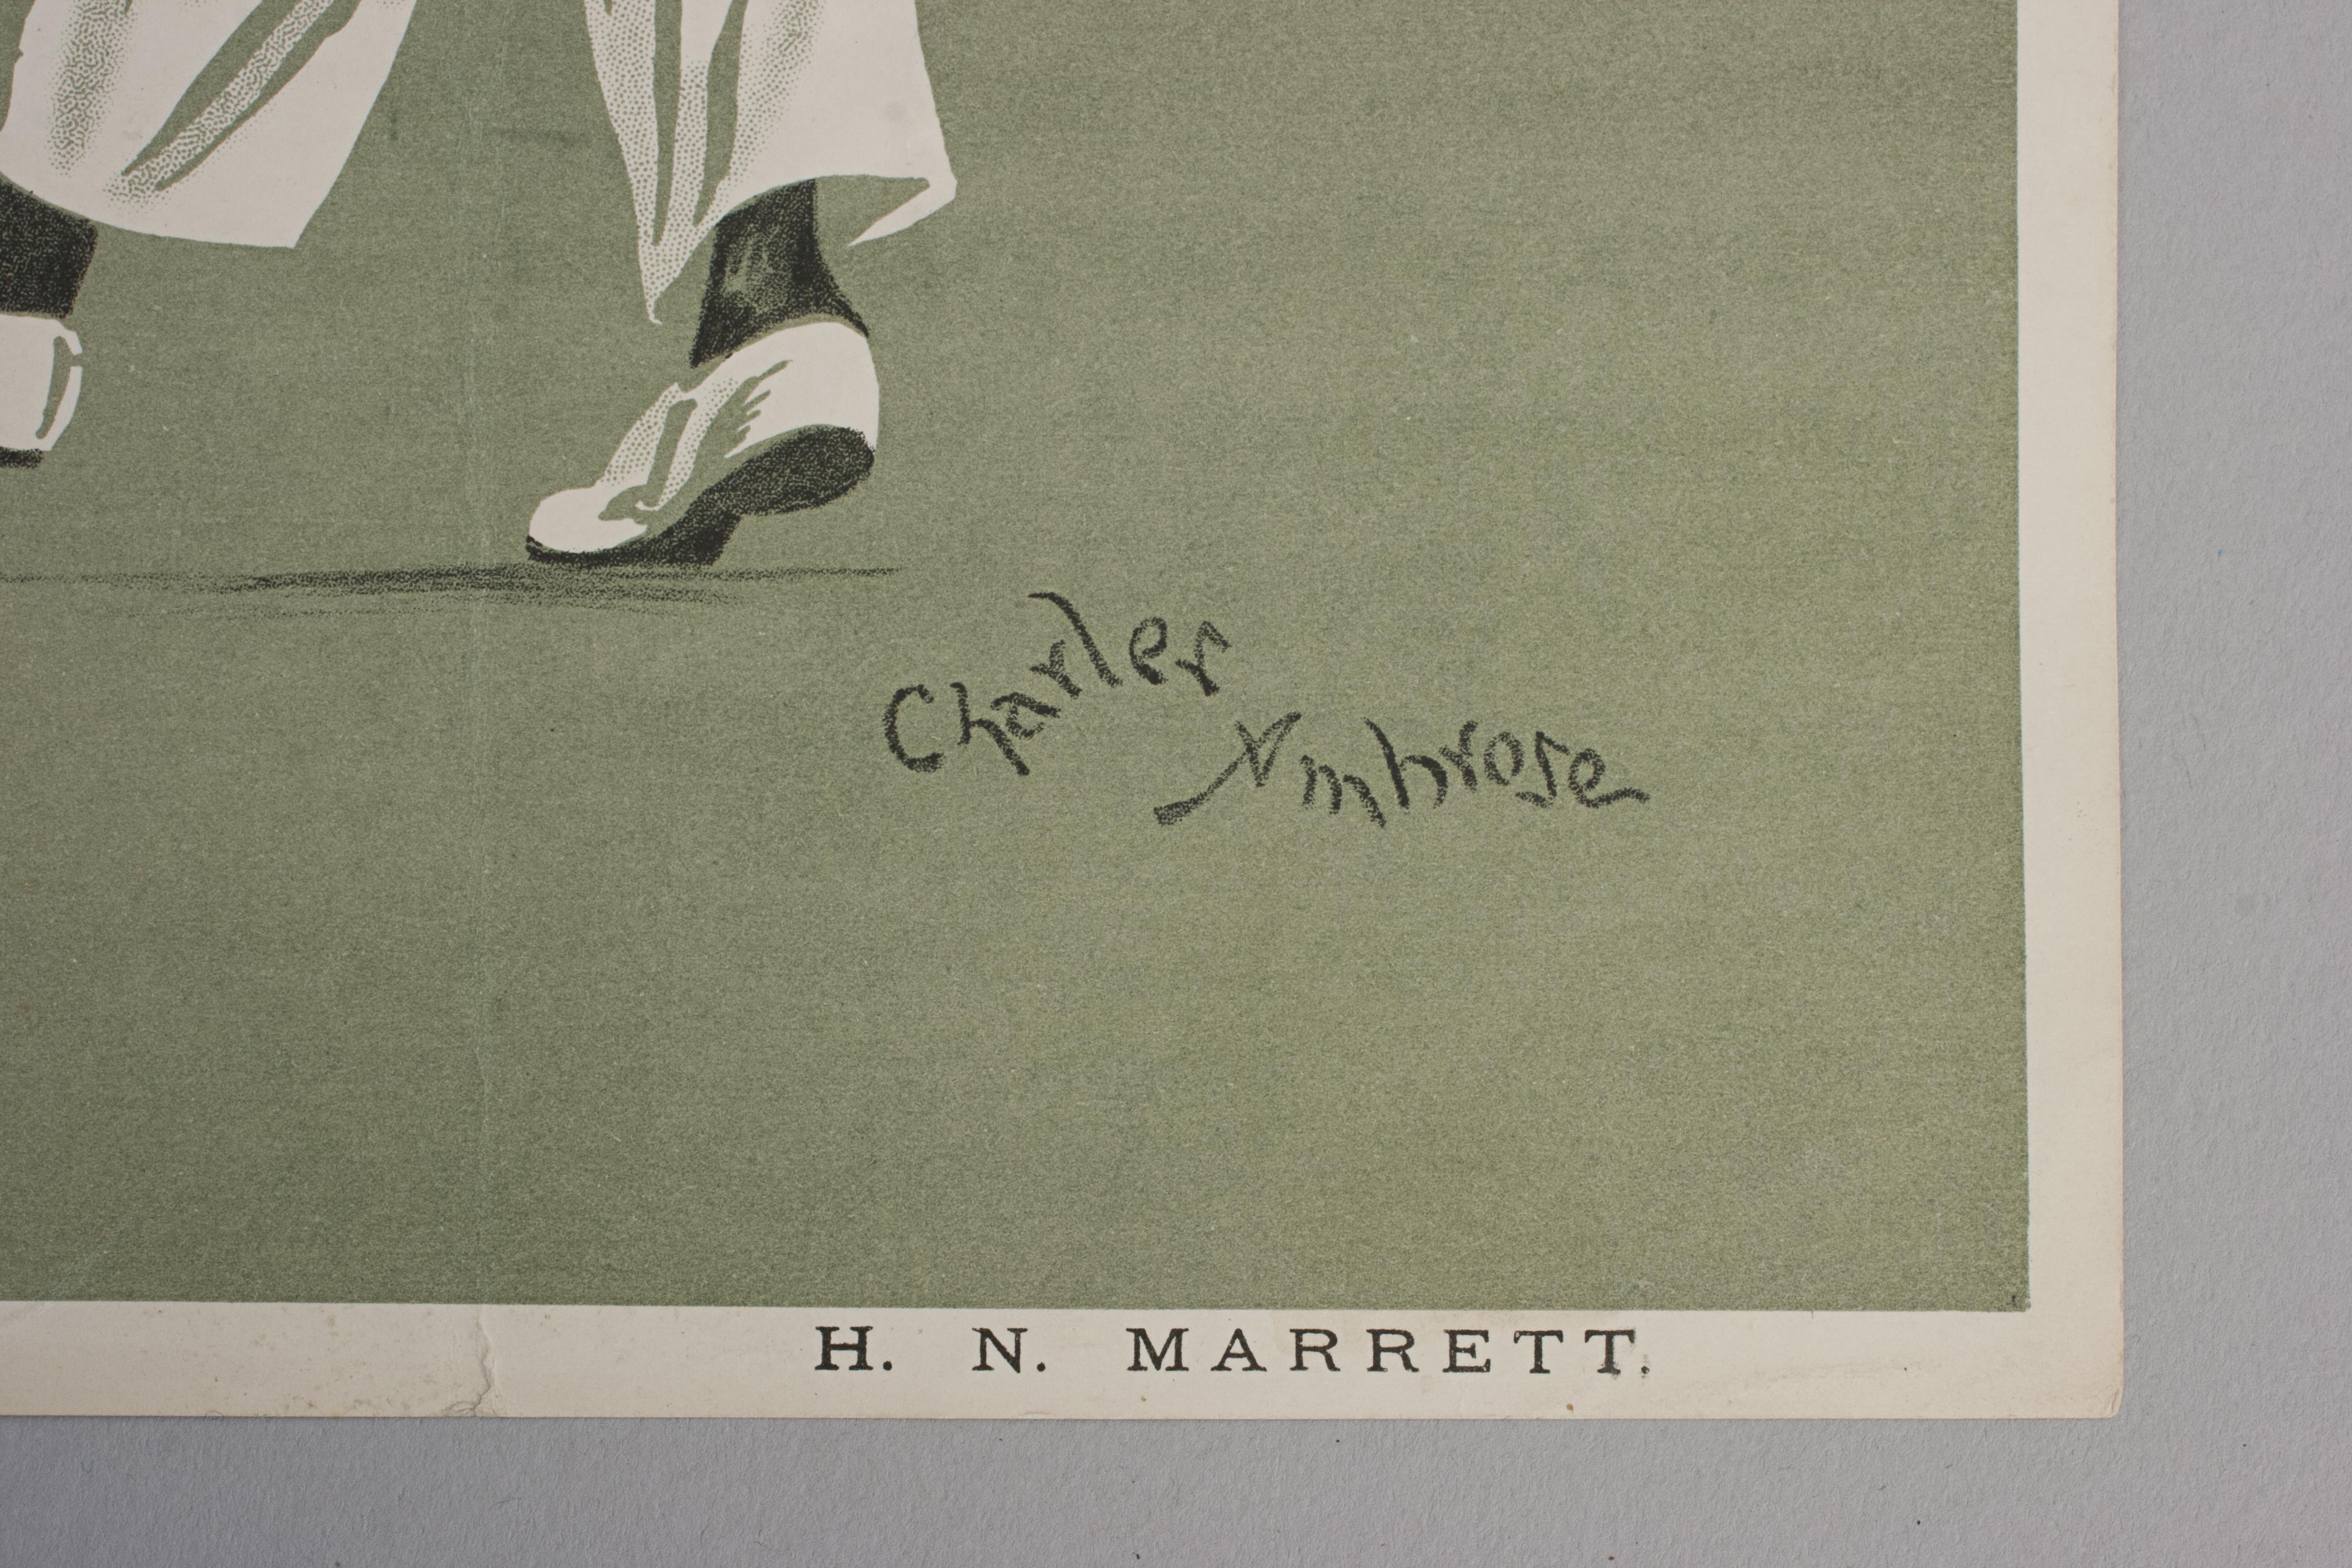 Charles
Ambrose
H. N. MARRETT.